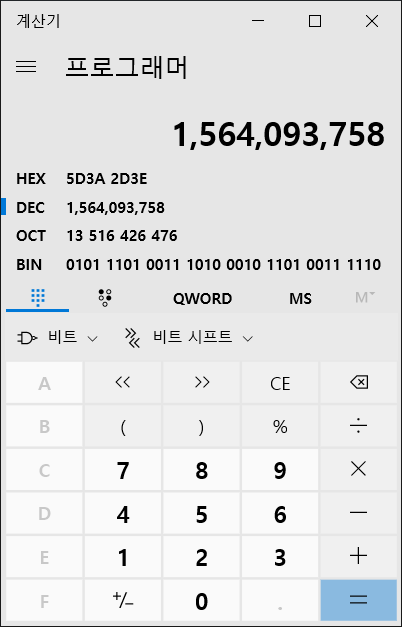 계산기
프로그래머
1,564,093,758
HEX 5D3A 2D3E
DEC 1,564,093,758
OCT 13 516 426 476
BIN 0101 1101 0011 1010 0010 1101 0011 1110
QWORD MS M
비트 비트 시프트
A << >> CE
B ( ) % ÷
C 7 8 9 ×
D 4 5 6 −
E 1 2 3 +
F +/− 0 . =